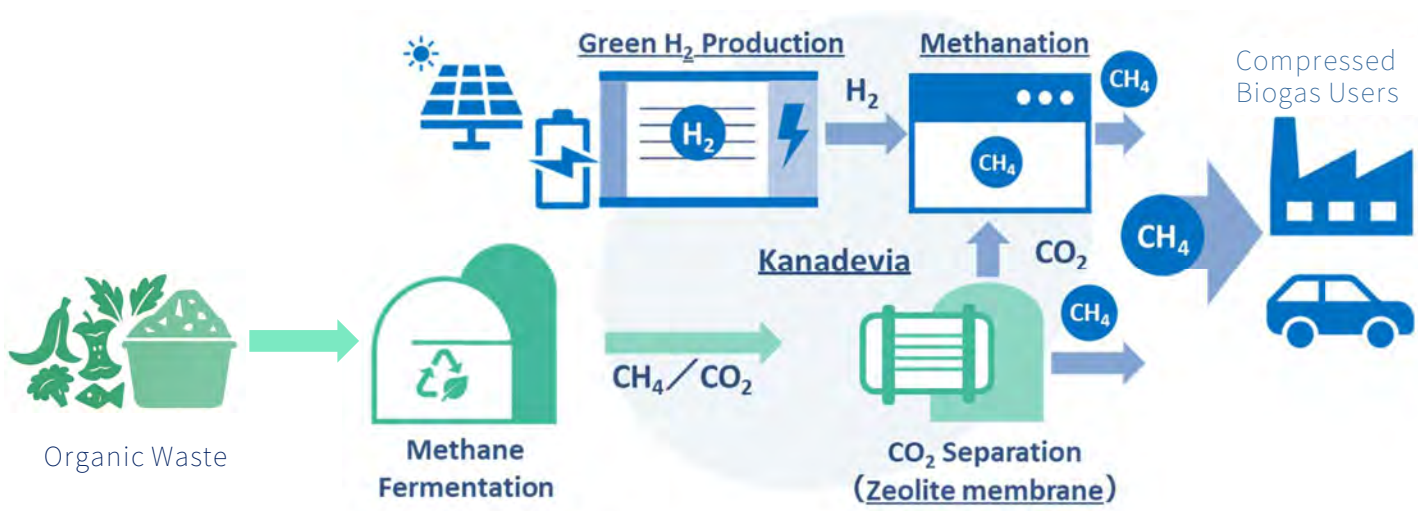 Green H₂ Production
Methanation
Compressed
Biogas Users
H₂
H₂
CH₄
CH₄
CH₄
CO₂
Kanadevia
CH₄
CH₄／CO₂
Organic Waste
Methane
Fermentation
CO₂ Separation
（Zeolite membrane）